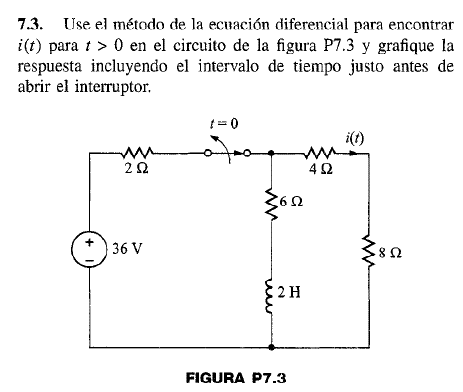 7.3. Use el método de la ecuación diferencial para encontrar
i(t) para t > 0 en el circuito de la figura P7.3 y grafique la
respuesta incluyendo el intervalo de tiempo justo antes de
abrir el interruptor.
t = 0
i(t)
2 Ω
4 Ω
6 Ω
+
−
36 V
8 Ω
2 H
FIGURA P7.3